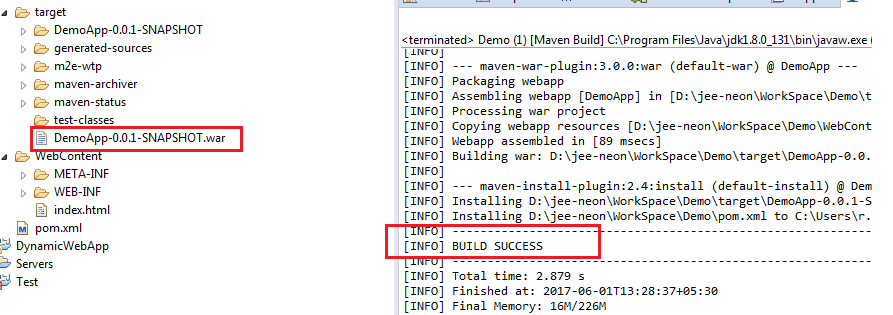 target
DemoApp-0.0.1-SNAPSHOT
generated-sources
m2e-wtp
maven-archiver
maven-status
test-classes
DemoApp-0.0.1-SNAPSHOT.war
WebContent
META-INF
WEB-INF
index.html
pom.xml
DynamicWebApp
Servers
Test
<terminated> Demo (1) [Maven Build] C:\Program Files\Java\jdk1.8.0_131\bin\javaw.exe (
[INFO]
[INFO] --- maven-war-plugin:3.0.0:war (default-war) @ DemoApp ---
[INFO] Packaging webapp
[INFO] Assembling webapp [DemoApp] in [D:\jee-neon\WorkSpace\Demo\t
[INFO] Processing war project
[INFO] Copying webapp resources [D:\jee-neon\WorkSpace\Demo\WebCont
[INFO] Webapp assembled in [89 msecs]
[INFO] Building war: D:\jee-neon\WorkSpace\Demo\target\DemoApp-0.0.
[INFO]
[INFO] --- maven-install-plugin:2.4:install (default-install) @ Dem
[INFO] Installing D:\jee-neon\WorkSpace\Demo\target\DemoApp-0.0.1-S
[INFO] Installing D:\jee-neon\WorkSpace\Demo\pom.xml to C:\Users\r.
[INFO] ------------------------------------------------------------
[INFO] BUILD SUCCESS
[INFO] ------------------------------------------------------------
[INFO] Total time: 2.879 s
[INFO] Finished at: 2017-06-01T13:28:37+05:30
[INFO] Final Memory: 16M/226M